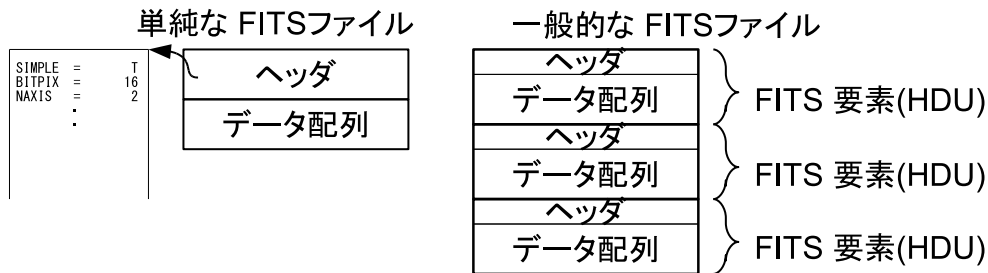 単純な FITSファイル
SIMPLE = T
BITPIX = 16
NAXIS = 2
ヘッダ
データ配列
一般的な FITSファイル
ヘッダ
データ配列
FITS 要素(HDU)
ヘッダ
データ配列
FITS 要素(HDU)
ヘッダ
データ配列
FITS 要素(HDU)